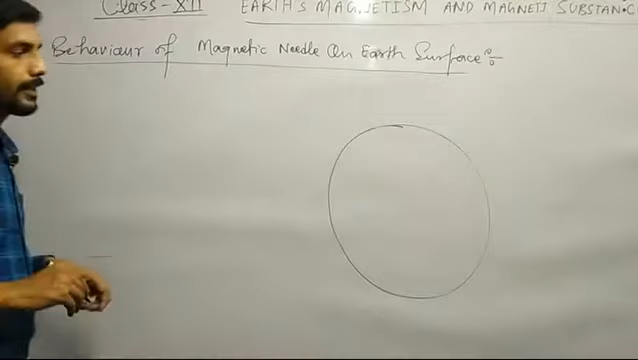 Class - XII EARTH'S MAGNETISM AND MAGNETI SUBSTANC
Behaviour of Magnetic Needle On Earth Surface :-